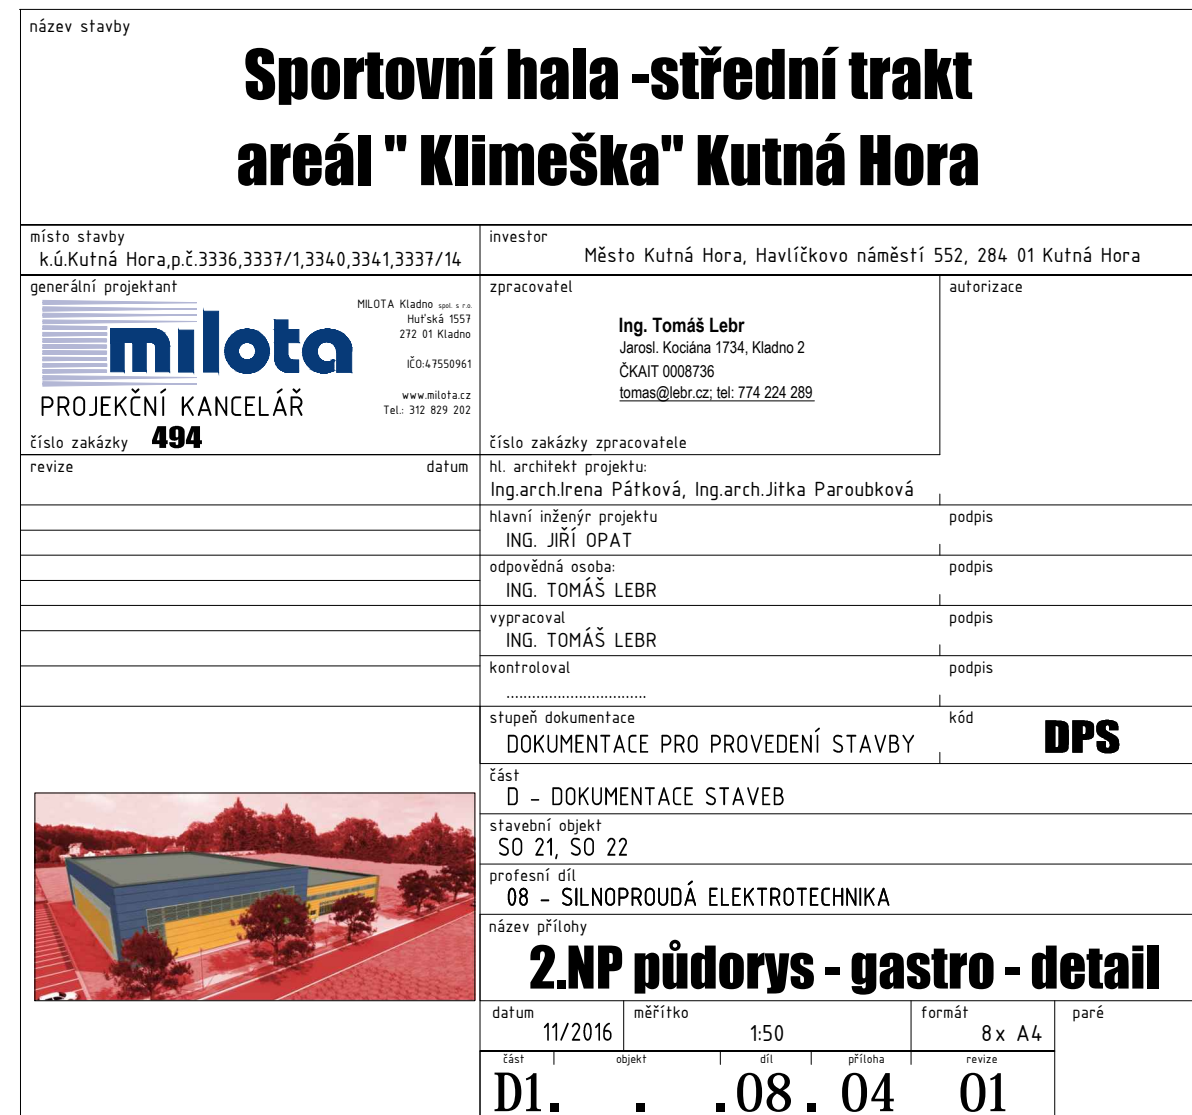 název stavby
Sportovní hala -střední trakt
areál " Klimeška" Kutná Hora
místo stavby
k.ú.Kutná Hora,p.č.3336,3337/1,3340,3341,3337/14
investor
Město Kutná Hora, Havlíčkovo náměstí 552, 284 01 Kutná Hora
generální projektant
milota
PROJEKČNÍ KANCELÁŘ
MILOTA Kladno spol. s r.o.
Huťská 1557
272 01 Kladno
IČO:47550961
www.milota.cz
Tel.: 312 829 202
číslo zakázky 494
zpracovatel
Ing. Tomáš Lebr
Jarosl. Kociána 1734, Kladno 2
ČKAIT 0008736
tomas@lebr.cz; tel: 774 224 289
číslo zakázky zpracovatele
autorizace
revize datum
hl. architekt projektu:
Ing.arch.Irena Pátková, Ing.arch.Jitka Paroubková
hlavní inženýr projektu podpis
ING. JIŘÍ OPAT
odpovědná osoba: podpis
ING. TOMÁŠ LEBR
vypracoval podpis
ING. TOMÁŠ LEBR
kontroloval podpis
.................................
stupeň dokumentace
DOKUMENTACE PRO PROVEDENÍ STAVBY
kód
DPS
část
D - DOKUMENTACE STAVEB
stavební objekt
SO 21, SO 22
profesní díl
08 - SILNOPROUDÁ ELEKTROTECHNIKA
název přílohy
2.NP půdorys - gastro - detail
datum měřítko formát paré
11/2016 1:50 8x A4
část objekt díl příloha revize
D1. . .08. 04 01